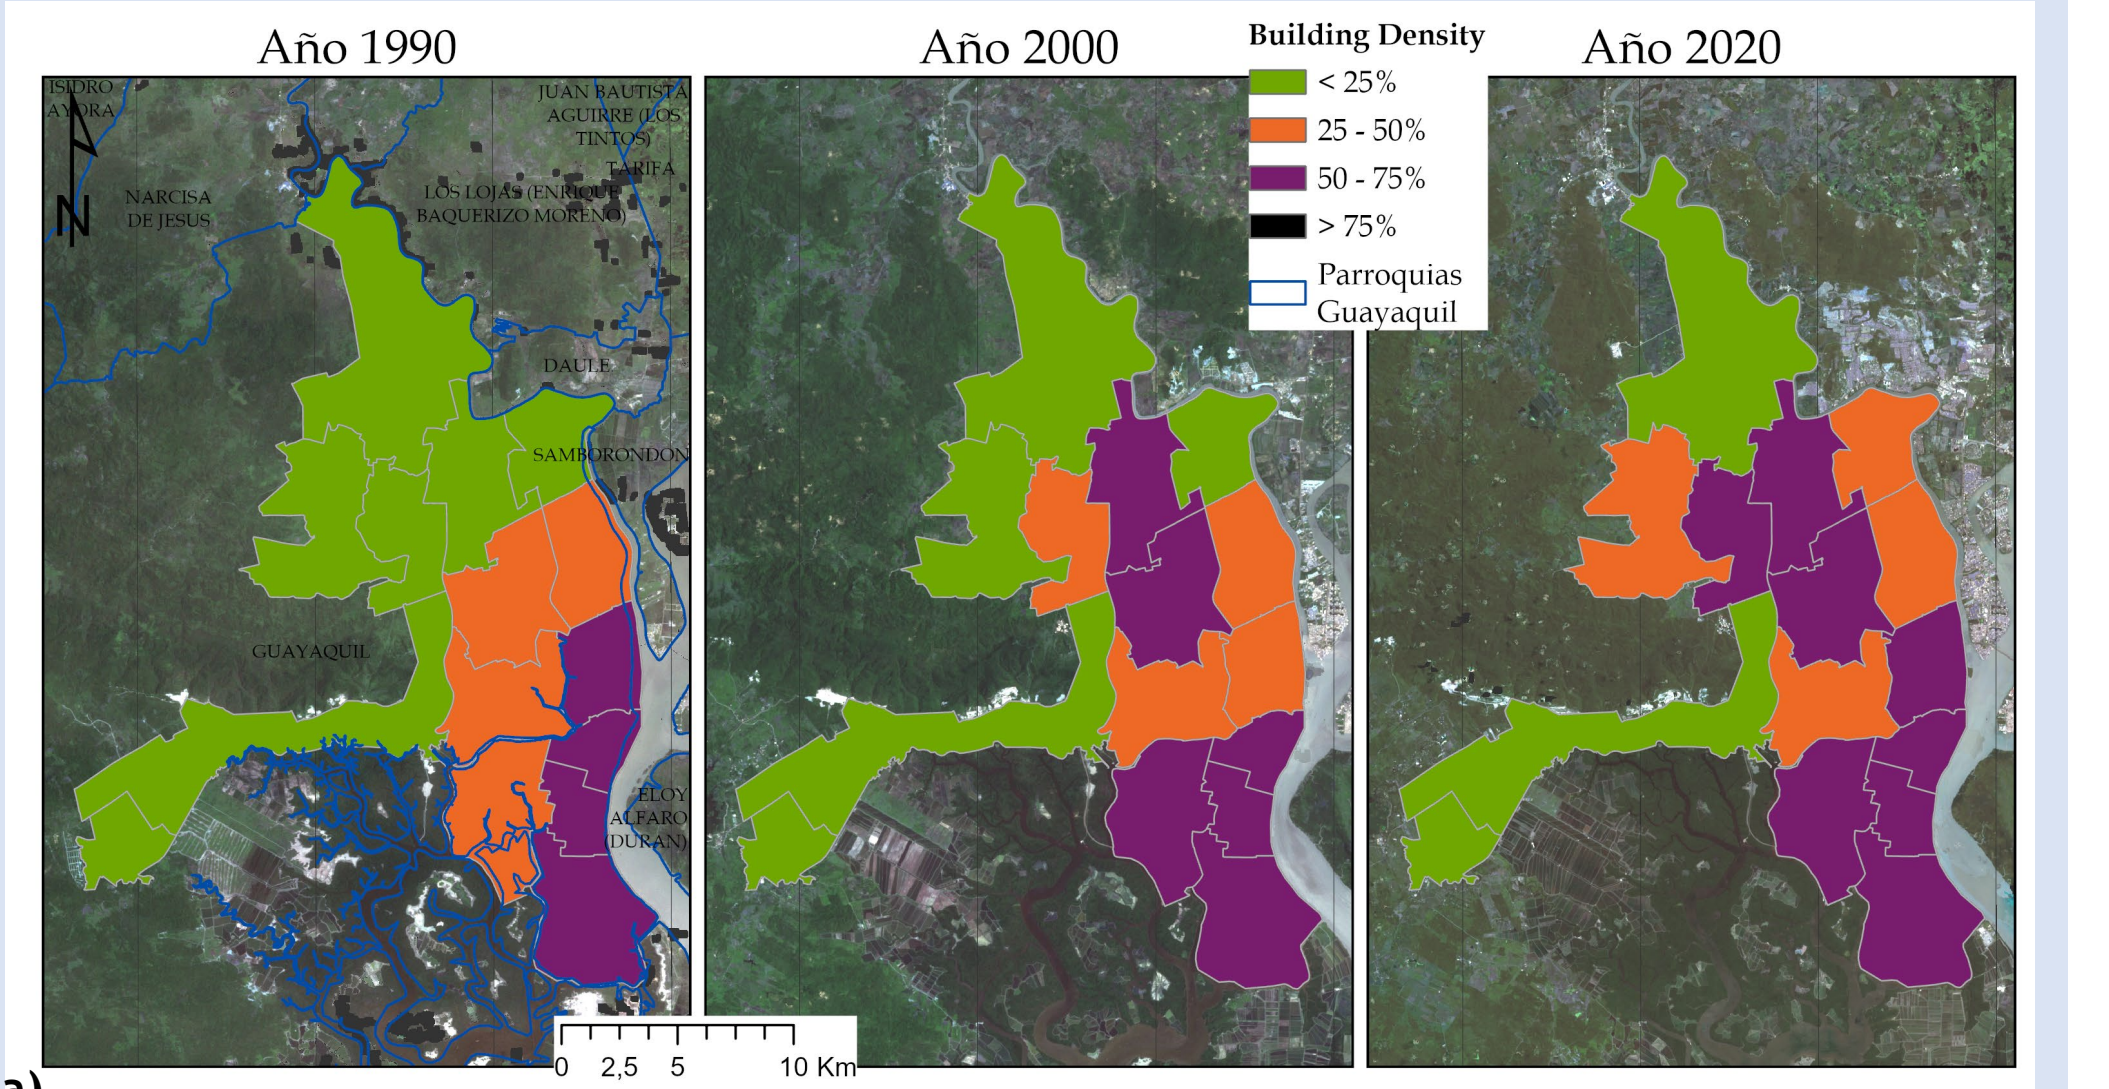 Año 1990
Año 2000
Año 2020
Building Density
< 25%
25 - 50%
50 - 75%
> 75%
Parroquias
Guayaquil
ISIDRO
AYORA
N
NARCISA
DE JESUS
JUAN BAUTISTA
AGUIRRE (LOS
TINTOS)
TARIFA
LOS LOJAS (ENRIQUE
BAQUERIZO MORENO)
DAULE
SAMBORONDON
GUAYAQUIL
ELOY
ALFARO
(DURAN)
0 2,5 5 10 Km
a)